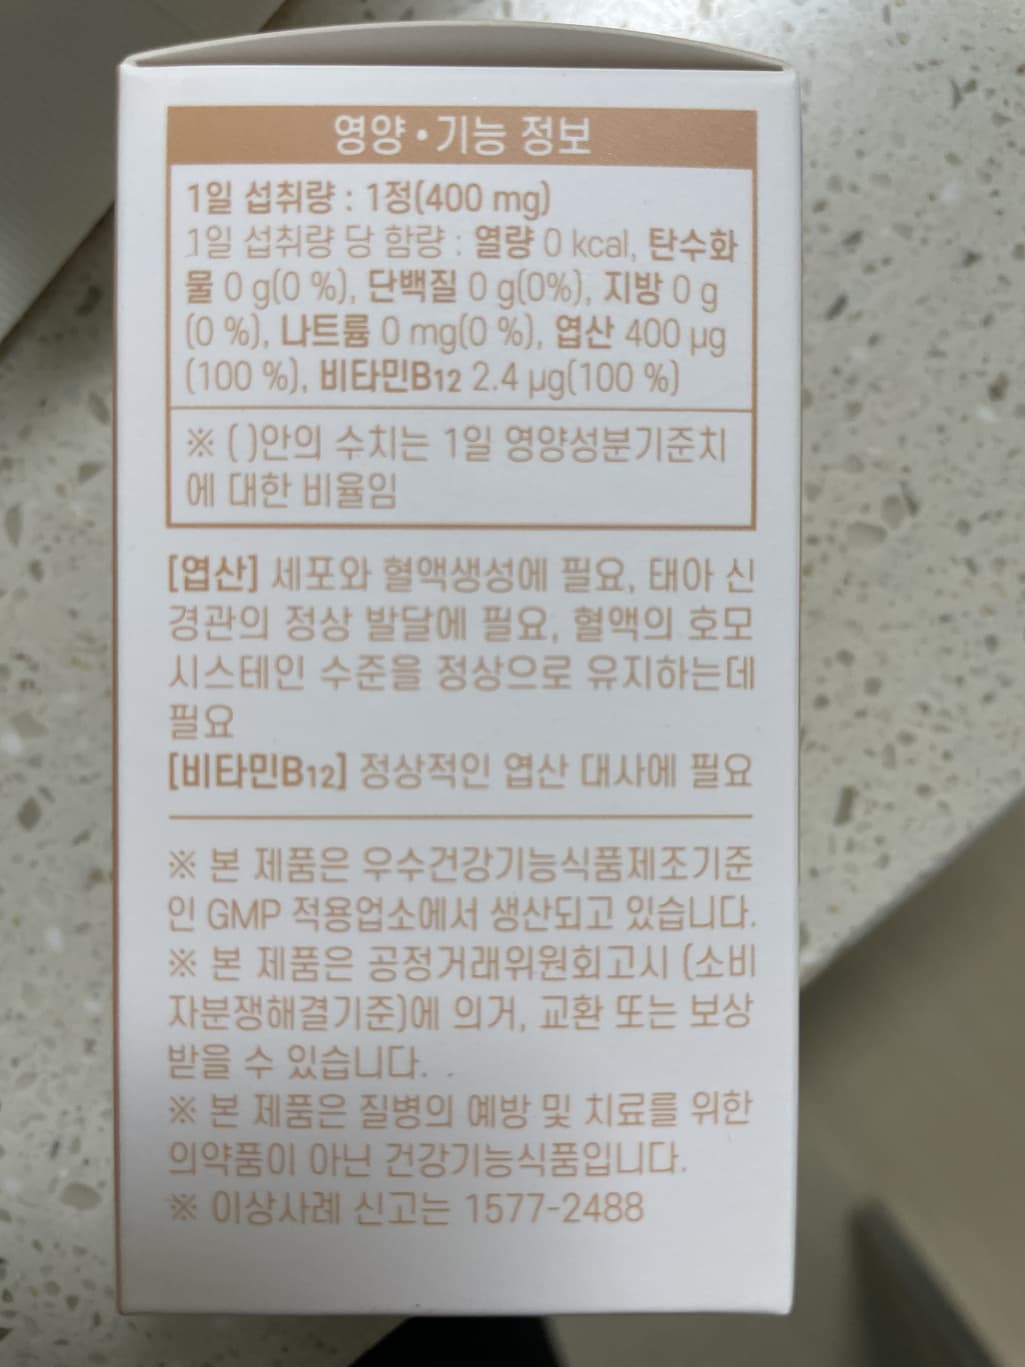 영양•기능 정보
1일 섭취량 : 1정(400 mg)
1일 섭취량 당 함량 : 열량 0 kcal, 탄수화
물 0 g(0 %), 단백질 0 g(0%), 지방 0 g
(0 %), 나트륨 0 mg(0 %), 엽산 400 μg
(100 %), 비타민B12 2.4 μg(100 %)
※ ( )안의 수치는 1일 영양성분기준치
에 대한 비율임
[엽산] 세포와 혈액생성에 필요, 태아 신
경관의 정상 발달에 필요, 혈액의 호모
시스테인 수준을 정상으로 유지하는데
필요
[비타민B12] 정상적인 엽산 대사에 필요
※ 본 제품은 우수건강기능식품제조기준
인 GMP 적용업소에서 생산되고 있습니다.
※ 본 제품은 공정거래위원회고시 (소비
자분쟁해결기준)에 의거, 교환 또는 보상
받을 수 있습니다.
※ 본 제품은 질병의 예방 및 치료를 위한
의약품이 아닌 건강기능식품입니다.
※ 이상사례 신고는 1577-2488